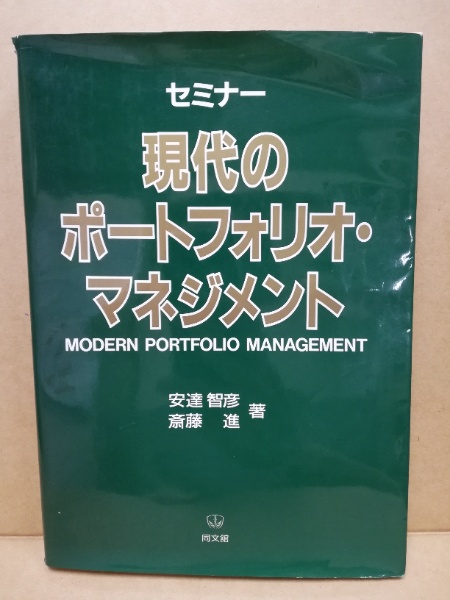 セミナー
現代の
ポートフォリオ・
マネジメント
MODERN PORTFOLIO MANAGEMENT
安達 智彦
斎藤 進 著
同文舘